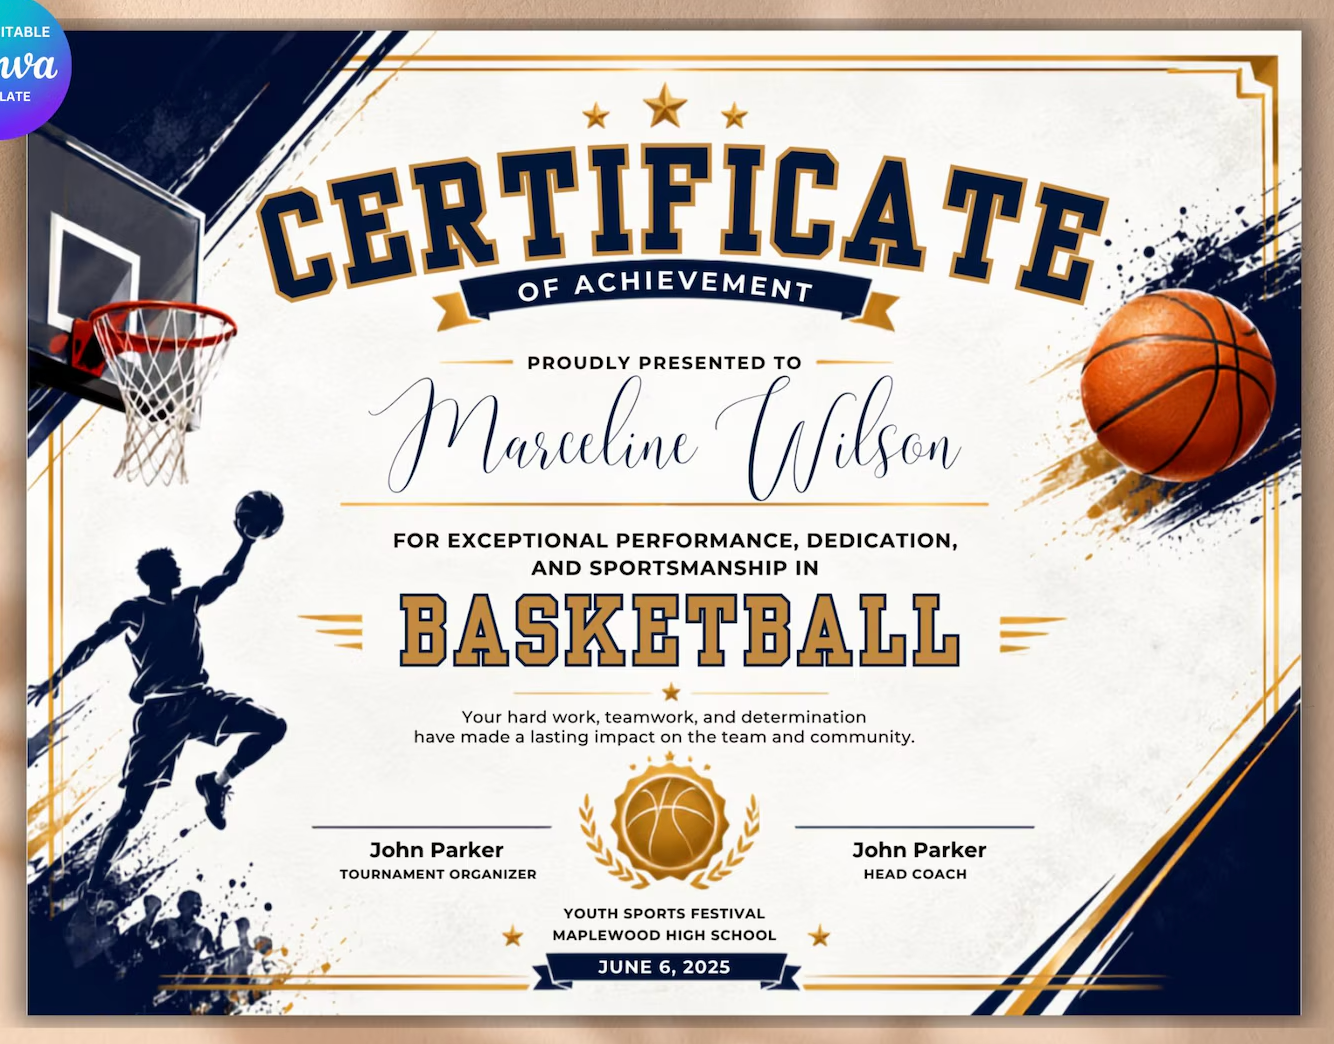 CERTIFICATE
OF ACHIEVEMENT
PROUDLY PRESENTED TO
Marceline Wilson
FOR EXCEPTIONAL PERFORMANCE, DEDICATION,
AND SPORTSMANSHIP IN
BASKETBALL
Your hard work, teamwork, and determination
have made a lasting impact on the team and community.
John Parker
TOURNAMENT ORGANIZER
John Parker
HEAD COACH
YOUTH SPORTS FESTIVAL
MAPLEWOOD HIGH SCHOOL
JUNE 6, 2025